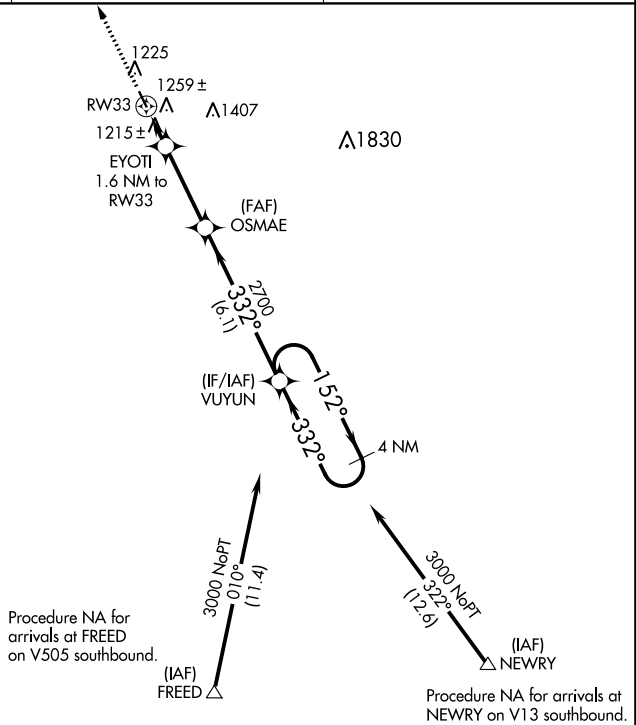 1225
1259 ±
RW33
1407
1215 ±
1830
EYOTI
1.6 NM to
RW33
(FAF)
OSMAE
2700
332°
(6.1)
(IF/IAF)
VUYUN
152°
332°
4 NM
3000 NoPT
010°
(11.4)
3000 NoPT
322°
(12.6)
Procedure NA for
arrivals at FREED
on V505 southbound.
(IAF)
FREED
(IAF)
NEWRY
Procedure NA for arrivals at
NEWRY on V13 southbound.